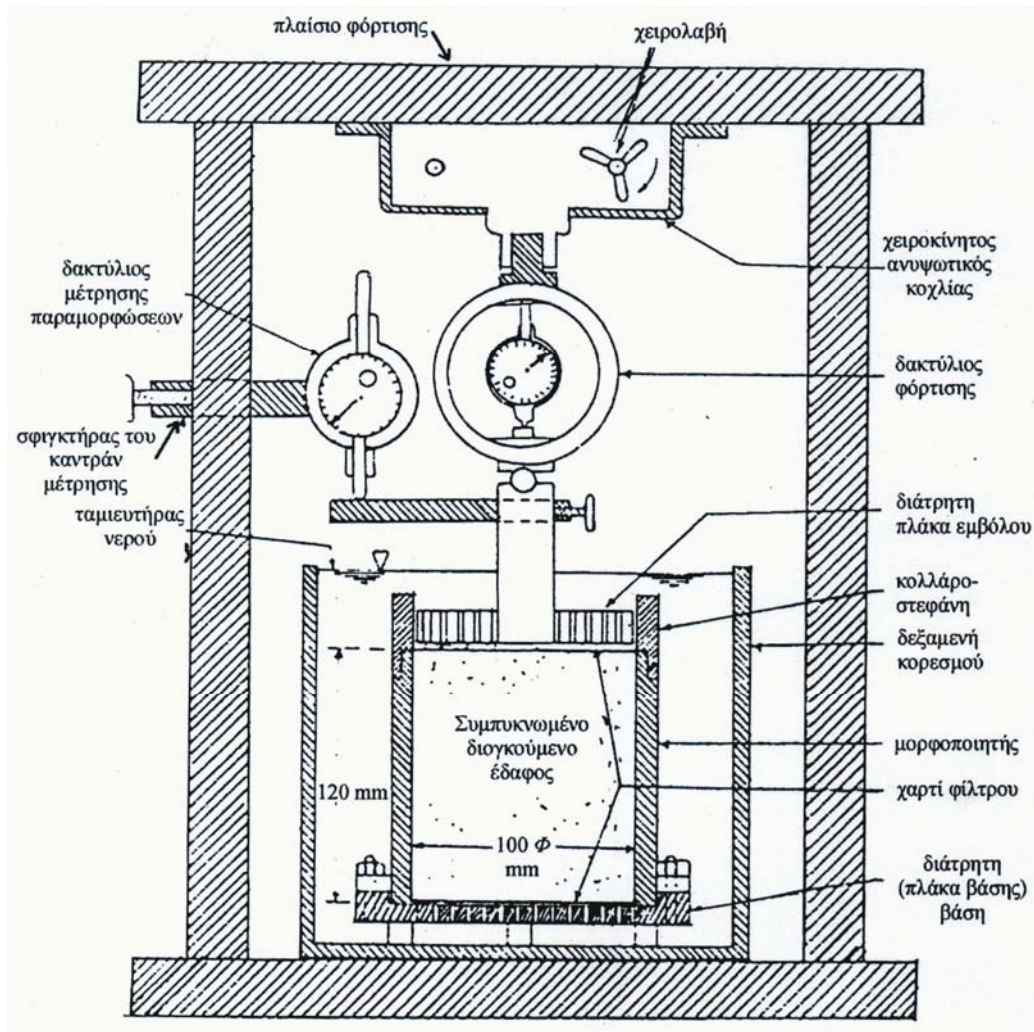 πλαίσιο φόρτισης
χειρολαβή
χειροκίνητος
ανυψωτικός
κοχλίας
δακτύλιος
μέτρησης
παραμορφώσεων
δακτύλιος
φόρτισης
σφιγκτήρας του
καντράν
μέτρησης
ταμιευτήρας
νερού
διάτρητη
πλάκα εμβόλου
κολλάρο-
στεφάνη
δεξαμενή
κορεσμού
Συμπυκνωμένο
διογκούμενο
έδαφος
μορφοποιητής
120 mm
χαρτί φίλτρου
100 Φ
mm
διάτρητη
(πλάκα βάσης)
βάση